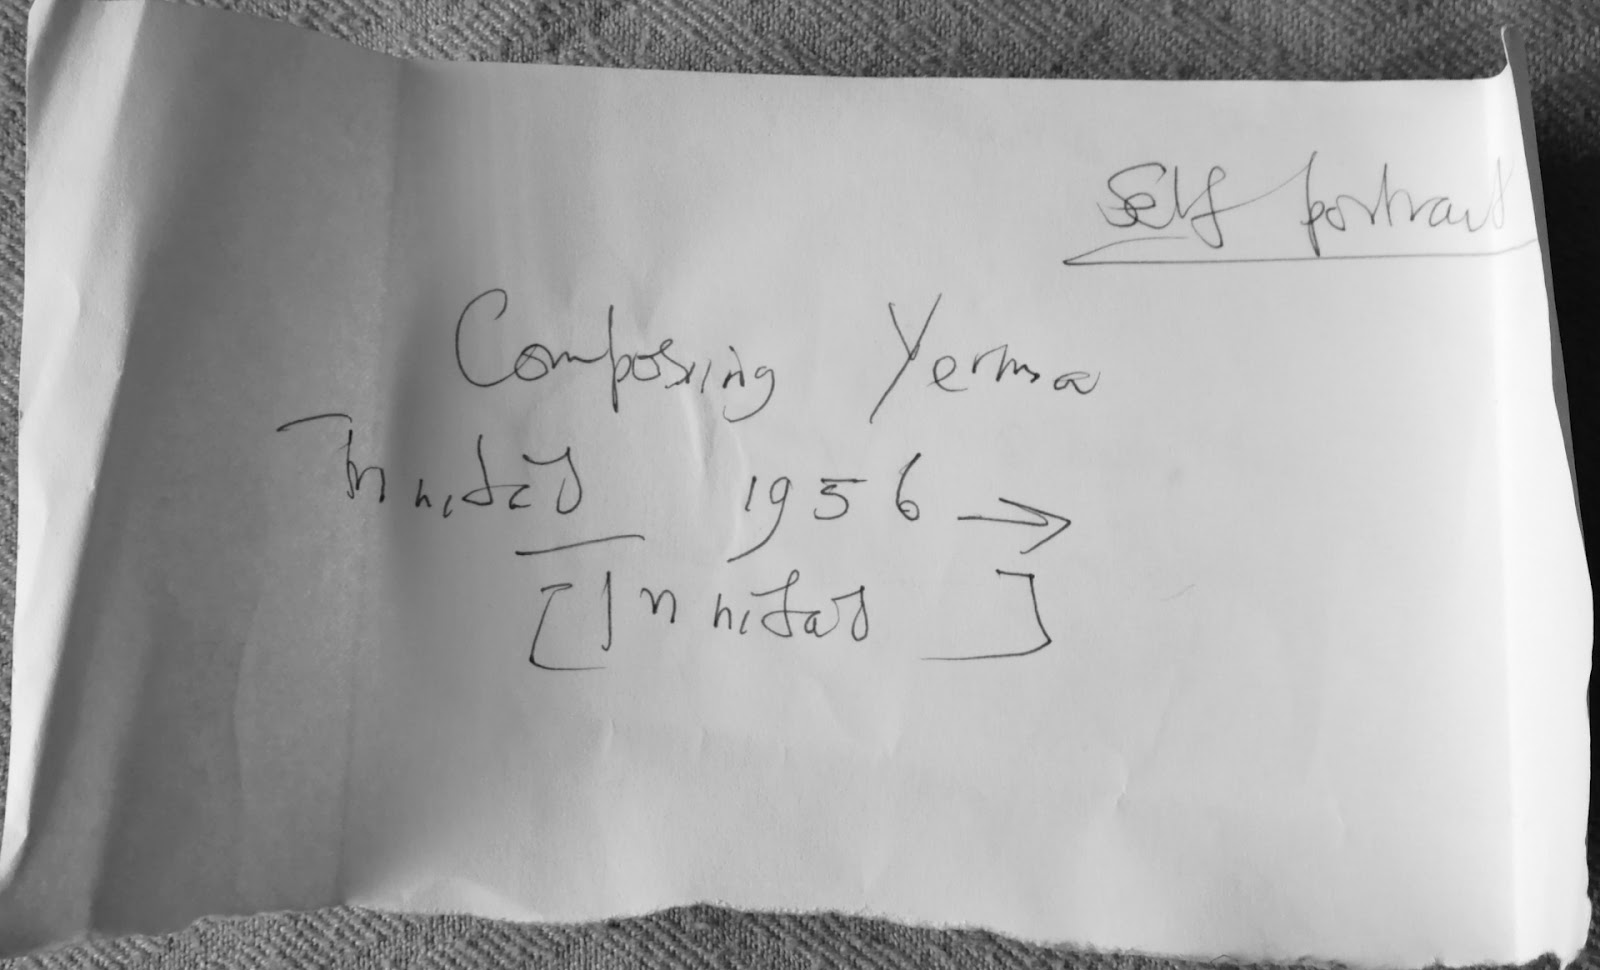 Self portrait
Composing Yerma
Trinidad 1956 →
[Trinidad]